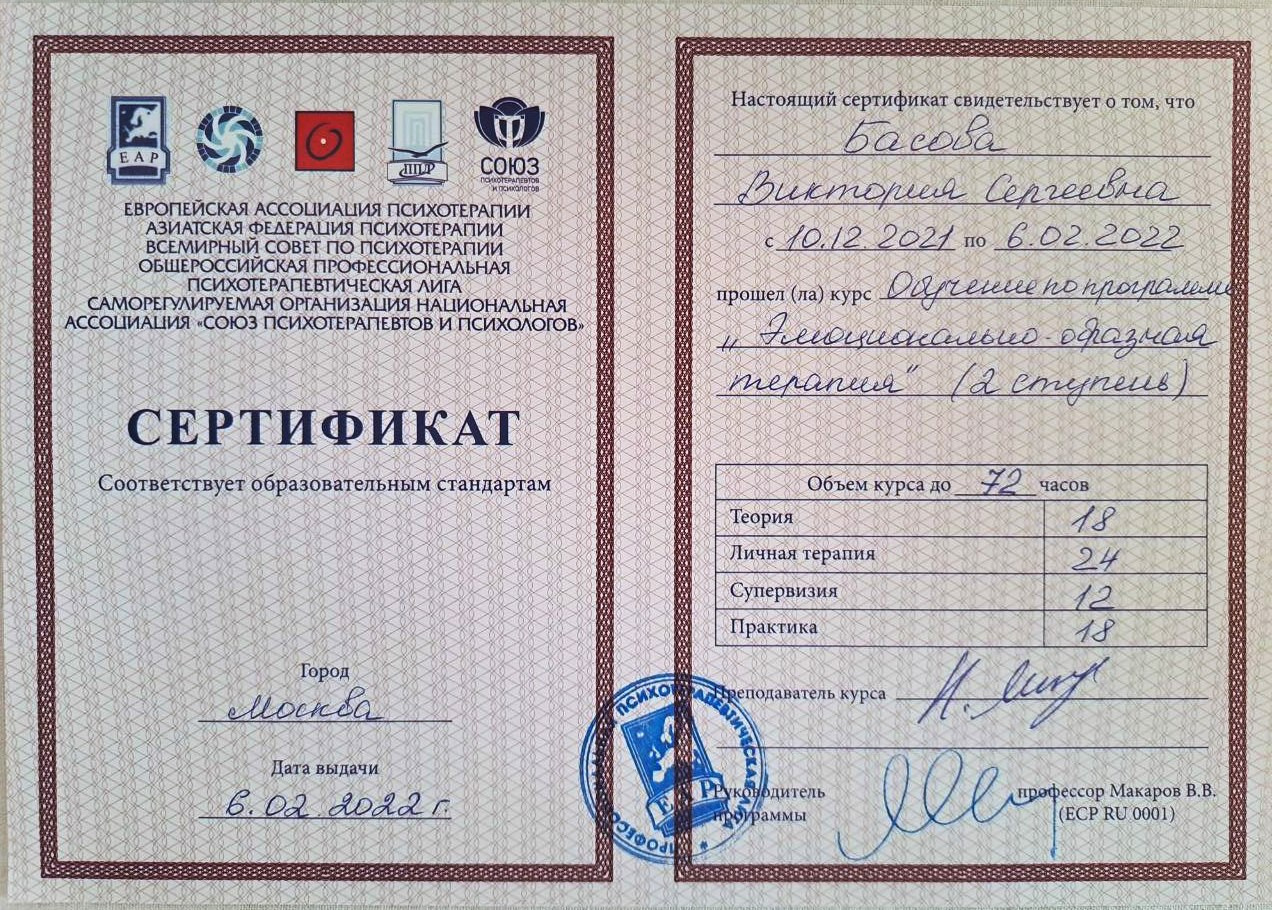 ЕАР
ППЛ
СОЮЗ
ПСИХОТЕРАПЕВТОВ
И ПСИХОЛОГОВ
ЕВРОПЕЙСКАЯ АССОЦИАЦИЯ ПСИХОТЕРАПИИ
АЗИАТСКАЯ ФЕДЕРАЦИЯ ПСИХОТЕРАПИИ
ВСЕМИРНЫЙ СОВЕТ ПО ПСИХОТЕРАПИИ
ОБЩЕРОССИЙСКАЯ ПРОФЕССИОНАЛЬНАЯ
ПСИХОТЕРАПЕВТИЧЕСКАЯ ЛИГА
САМОРЕГУЛИРУЕМАЯ ОРГАНИЗАЦИЯ НАЦИОНАЛЬНАЯ
АССОЦИАЦИЯ «СОЮЗ ПСИХОТЕРАПЕВТОВ И ПСИХОЛОГОВ»
СЕРТИФИКАТ
Соответствует образовательным стандартам
Город
Москва
Дата выдачи
6.02.2022 г.
Настоящий сертификат свидетельствует о том, что
Басова
Виктория Сергеевна
с 10.12.2021 по 6.02.2022
прошел (ла) курс Обучение по программе
„Эмоционально-образная
терапия" (2 ступень)
Объем курса до 72 часов
Теория 18
Личная терапия 24
Супервизия 12
Практика 18
Преподаватель курса
Руководитель
программы
профессор Макаров В.В.
(ECP RU 0001)
ПСИХОТЕРАПЕВТИЧЕСКАЯ ЛИГА
EAP